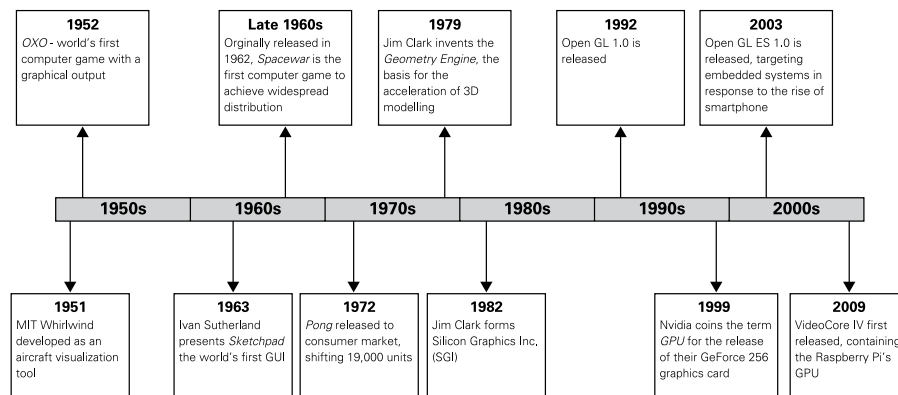 1952
OXO - world's first
computer game with a
graphical output
Late 1960s
Orginally released in
1962, Spacewar is the
first computer game to
achieve widespread
distribution
1979
Jim Clark invents the
Geometry Engine, the
basis for the
acceleration of 3D
modelling
1992
Open GL 1.0 is
released
2003
Open GL ES 1.0 is
released, targeting
embedded systems in
response to the rise of
smartphone
1950s
1960s
1970s
1980s
1990s
2000s
1951
MIT Whirlwind
developed as an
aircraft visualization
tool
1963
Ivan Sutherland
presents Sketchpad
the world's first GUI
1972
Pong released to
consumer market,
shifting 19,000 units
1982
Jim Clark forms
Silicon Graphics Inc.
(SGI)
1999
Nvidia coins the term
GPU for the release
of their GeForce 256
graphics card
2009
VideoCore IV first
released, containing
the Raspberry Pi's
GPU